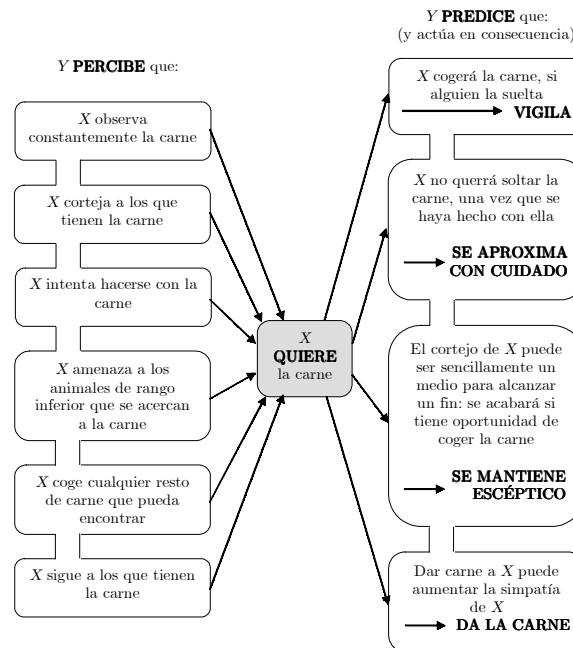 Y PERCIBE que:
X observa
constantemente la carne
X corteja a los que
tienen la carne
X intenta hacerse con la
carne
X amenaza a los
animales de rango
inferior que se acercan
a la carne
X coge cualquier resto
de carne que pueda
encontrar
X sigue a los que tienen
la carne
X
QUIERE
la carne
Y PREDICE que:
(y actúa en consecuencia)
X cogerá la carne, si
alguien la suelta
VIGILA
X no querrá soltar la
carne, una vez que se
haya hecho con ella
SE APROXIMA
CON CUIDADO
El cortejo de X puede
ser sencillamente un
medio para alcanzar
un fin: se acabará si
tiene oportunidad de
coger la carne
SE MANTIENE
ESCÉPTICO
Dar carne a X puede
aumentar la simpatía
de X
DA LA CARNE